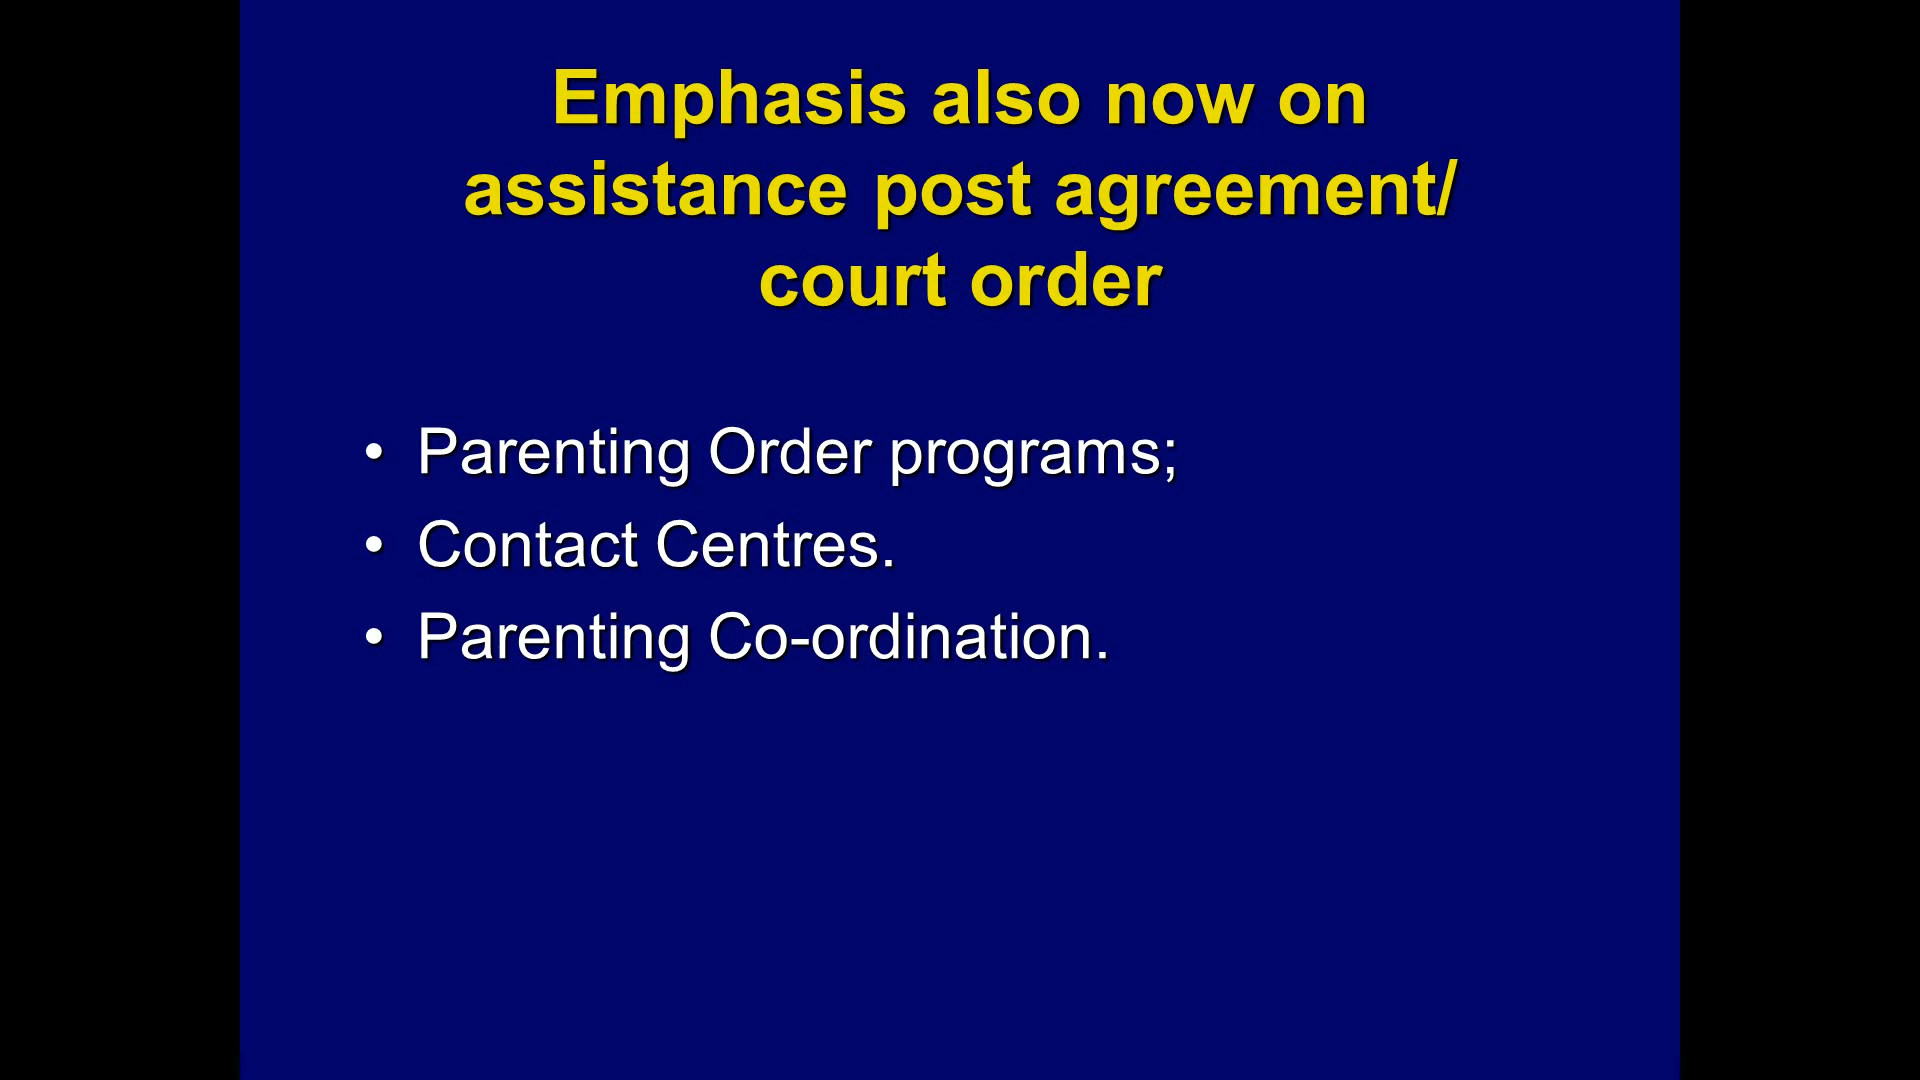 Emphasis also now on
assistance post agreement/
court order
• Parenting Order programs;
• Contact Centres.
• Parenting Co-ordination.